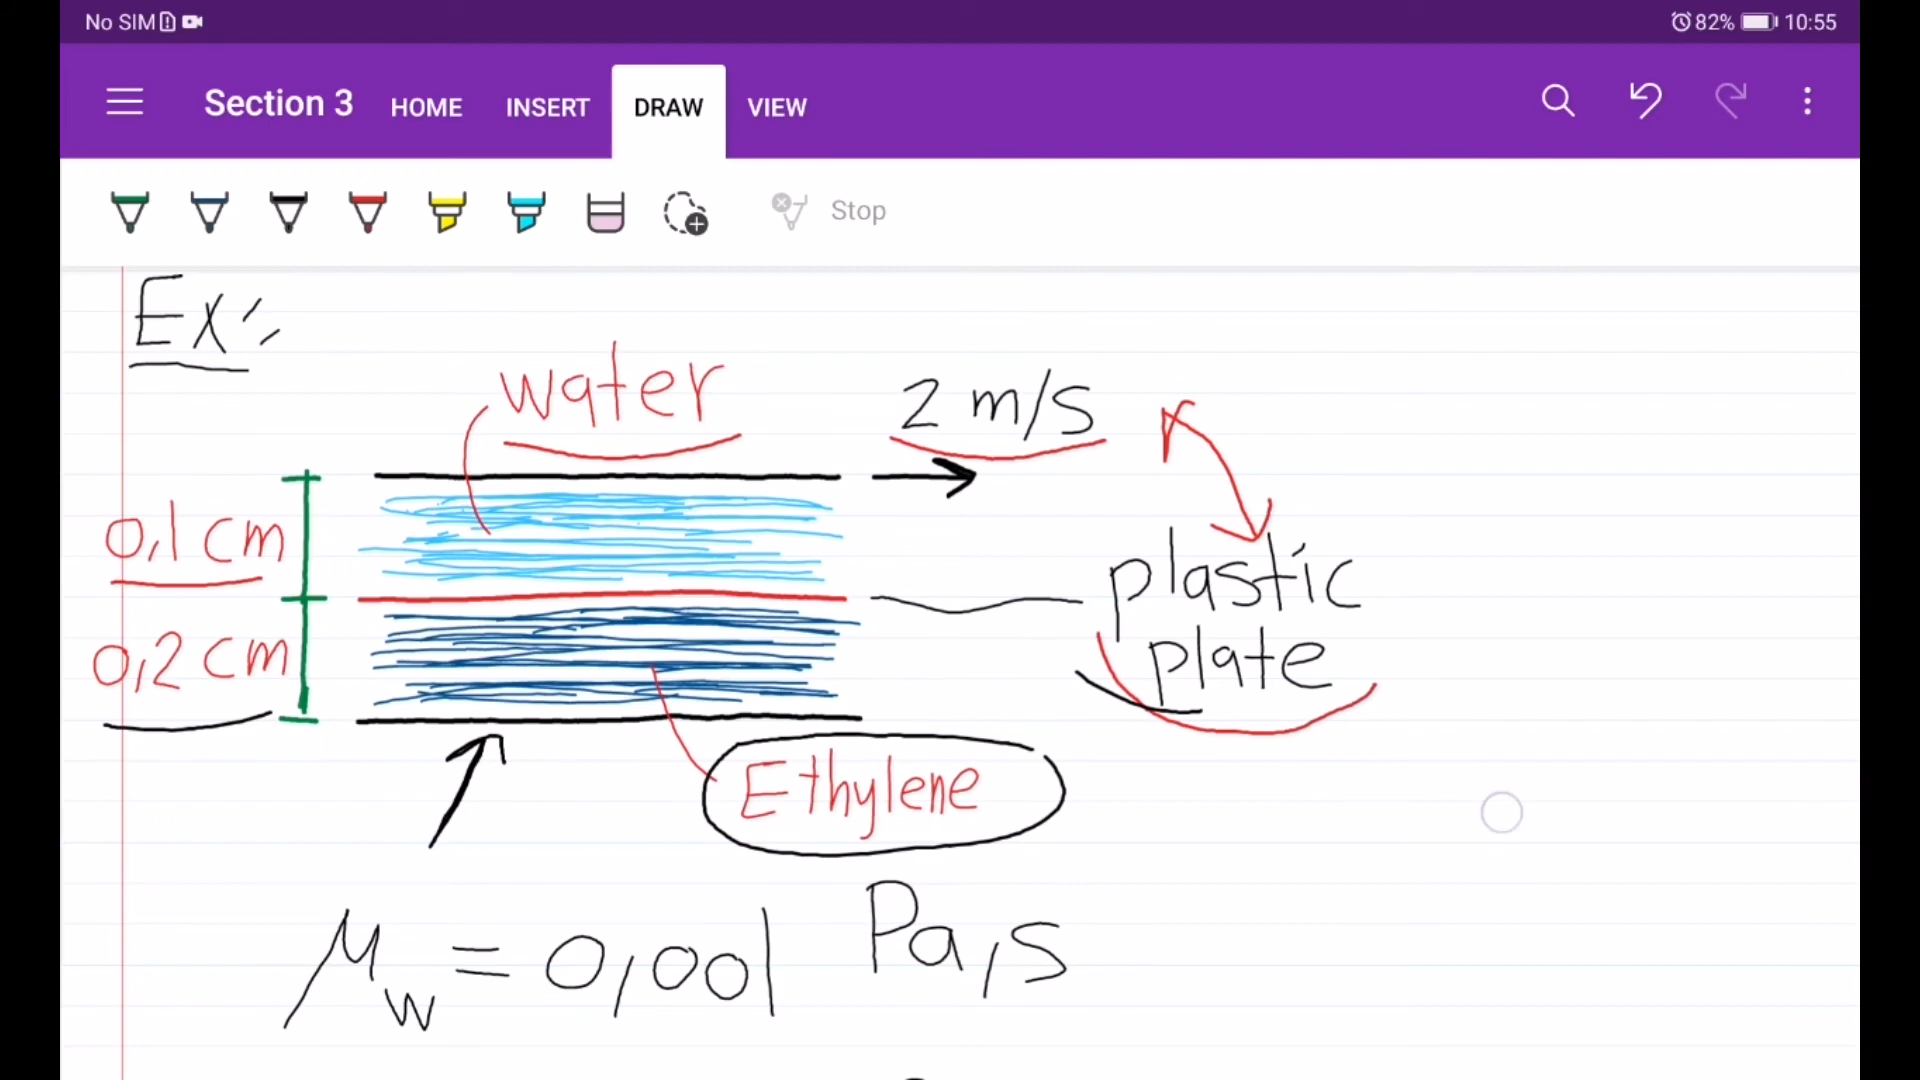 No SIM 82% 10:55
Section 3 HOME INSERT DRAW VIEW
Stop
Ex:
water
2 m/s
0,1 cm
plastic
plate
0,2 cm
Ethylene
μw = 0,001 Pa,s